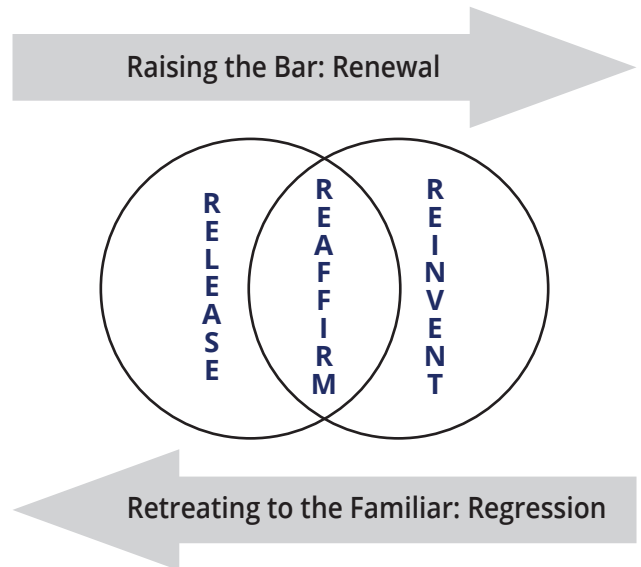 Raising the Bar: Renewal
RELEASE
REAFFIRM
REINVENT
Retreating to the Familiar: Regression